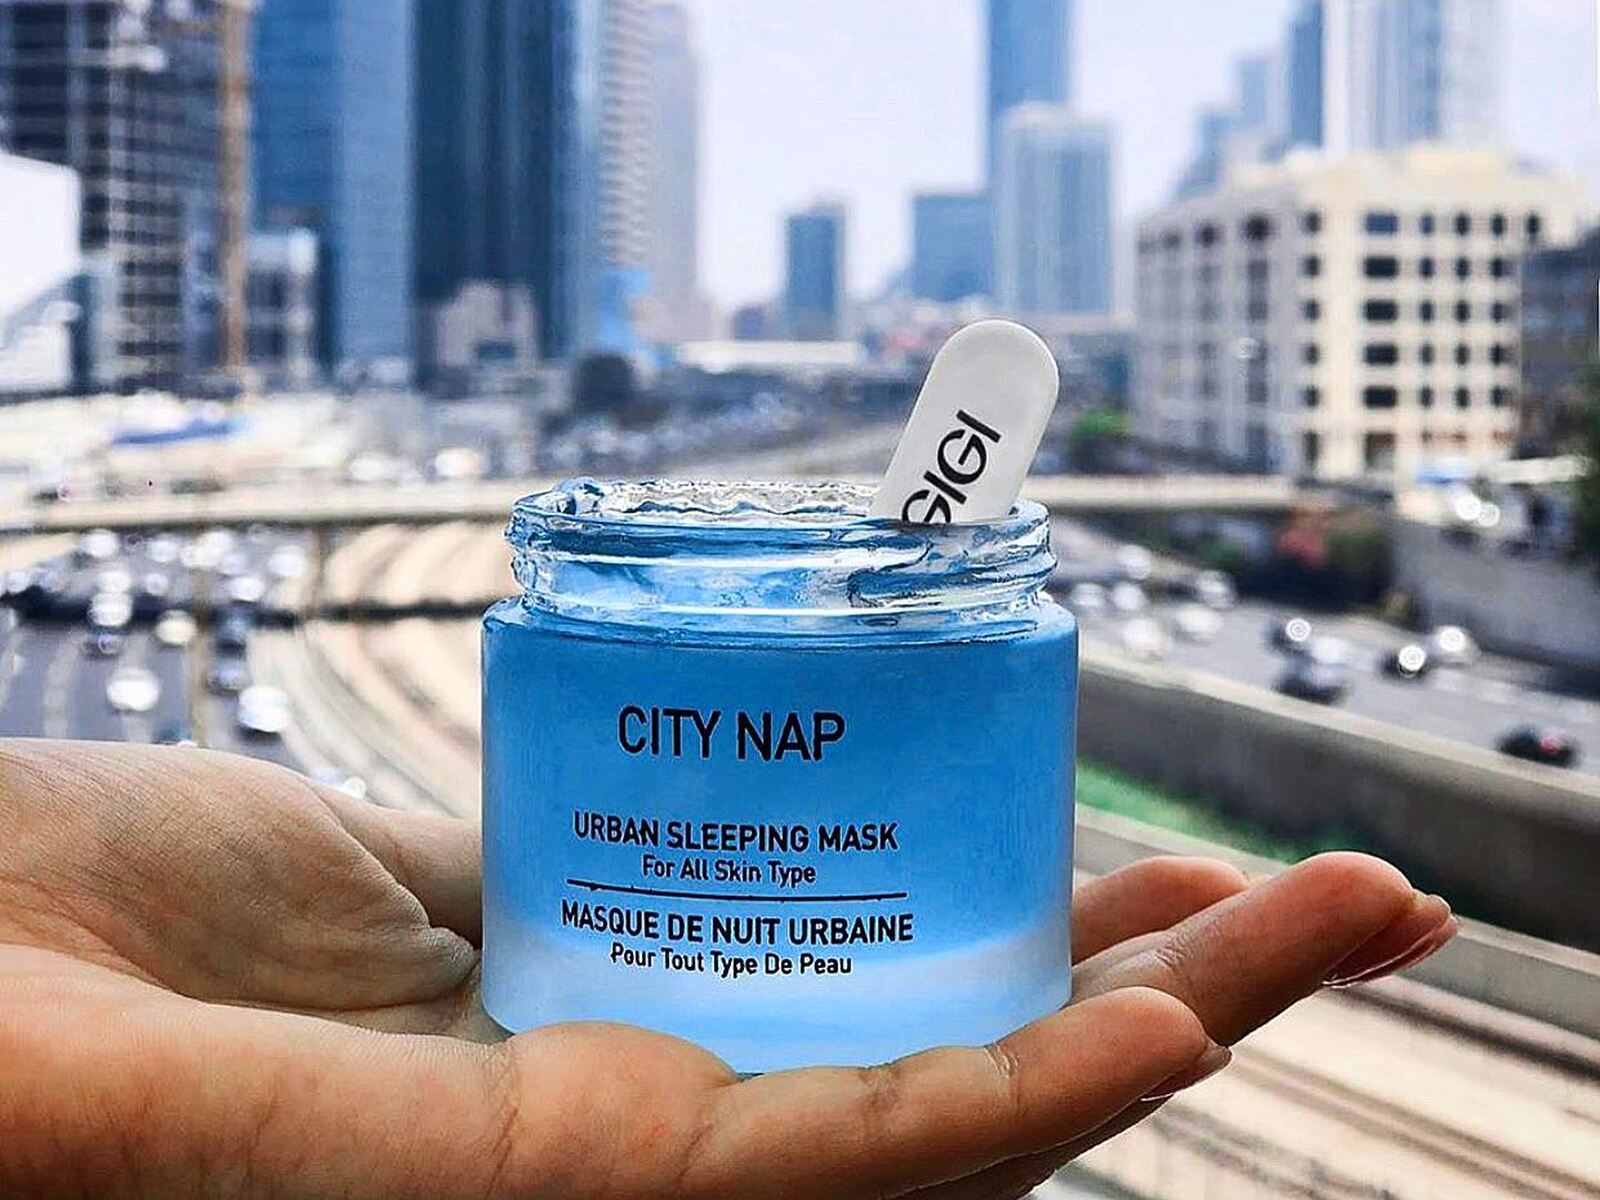 GIGI
CITY NAP
URBAN SLEEPING MASK
For All Skin Type
MASQUE DE NUIT URBAINE
Pour Tout Type De Peau